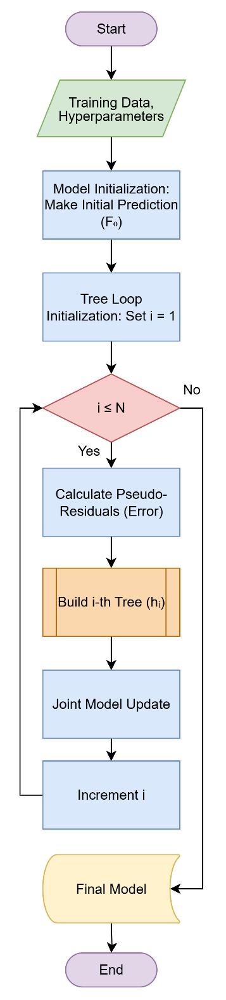 Start
Training Data,
Hyperparameters
Model Initialization:
Make Initial Prediction
(F₀)
Tree Loop
Initialization: Set i = 1
No
i ≤ N
Yes
Calculate Pseudo-
Residuals (Error)
Build i-th Tree (hᵢ)
Joint Model Update
Increment i
Final Model
End